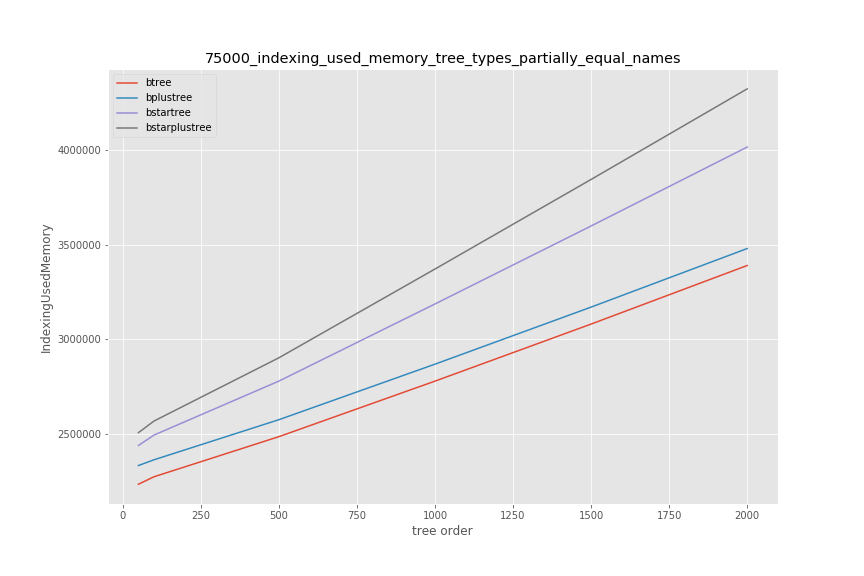 75000_indexing_used_memory_tree_types_partially_equal_names
btree
bplustree
bstartree
bstarplustree
4000000
3500000
3000000
2500000
IndexingUsedMemory
0 250 500 750 1000 1250 1500 1750 2000
tree order